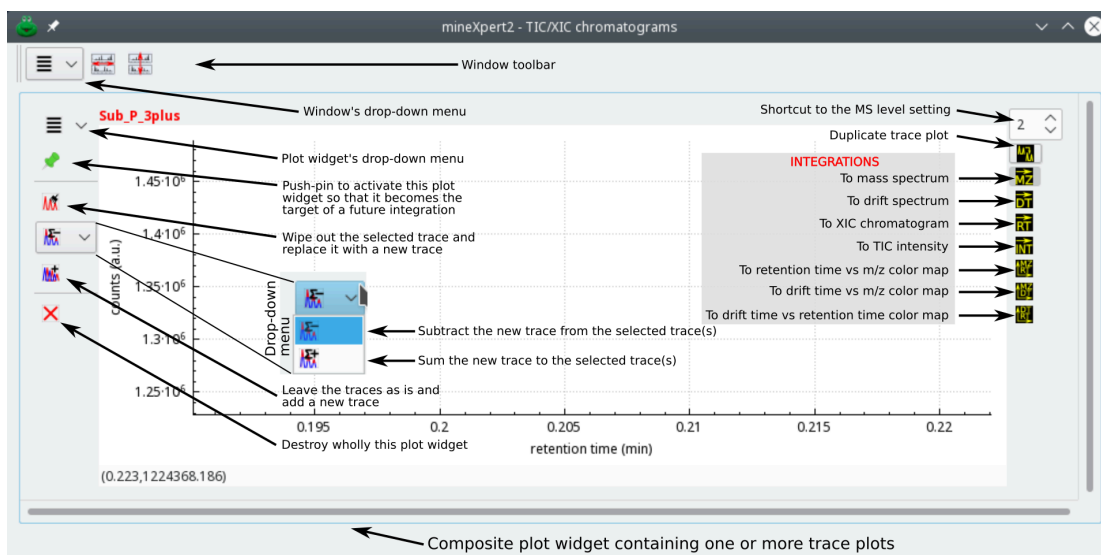 mineXpert2 - TIC/XIC chromatograms
Window toolbar
Window's drop-down menu
Shortcut to the MS level setting
2
Sub_P_3plus
Duplicate trace plot
Plot widget's drop-down menu
INTEGRATIONS
To mass spectrum
MZ
Push-pin to activate this plot
widget so that it becomes the
target of a future integration
To drift spectrum
DT
To XIC chromatogram
RT
Wipe out the selected trace and
replace it with a new trace
To TIC intensity
INT
To retention time vs m/z color map
To drift time vs m/z color map
To drift time vs retention time color map
1.45·10⁶
1.4·10⁶
1.35·10⁶
1.3·10⁶
1.25·10⁶
counts (a.u.)
Drop-down
menu
Subtract the new trace from the selected trace(s)
Sum the new trace to the selected trace(s)
Leave the traces as is and
add a new trace
Destroy wholly this plot widget
0.195 0.2 0.205 0.21 0.215 0.22
retention time (min)
(0.223,1224368.186)
Composite plot widget containing one or more trace plots